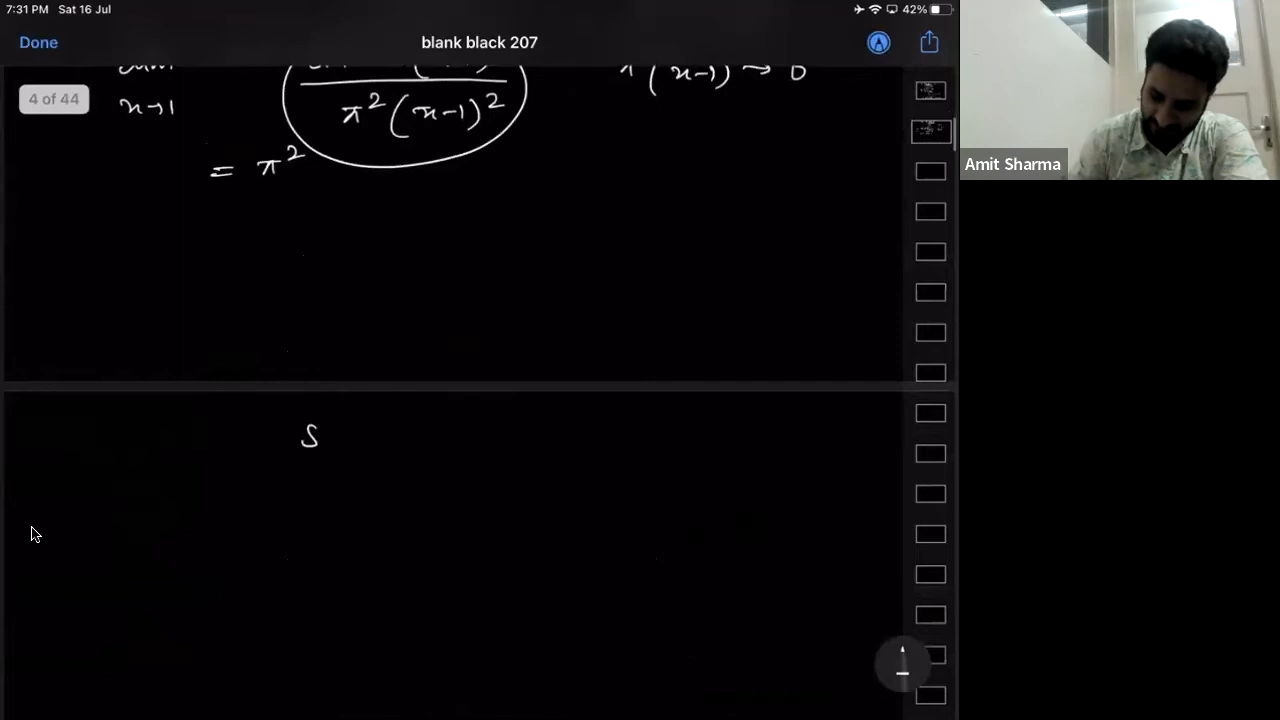 7:31 PM Sat 16 Jul 42%
Done blank black 207
4 of 44
x→1 π²(x-1)² π(x-1) → 0
= π²
S
Amit Sharma